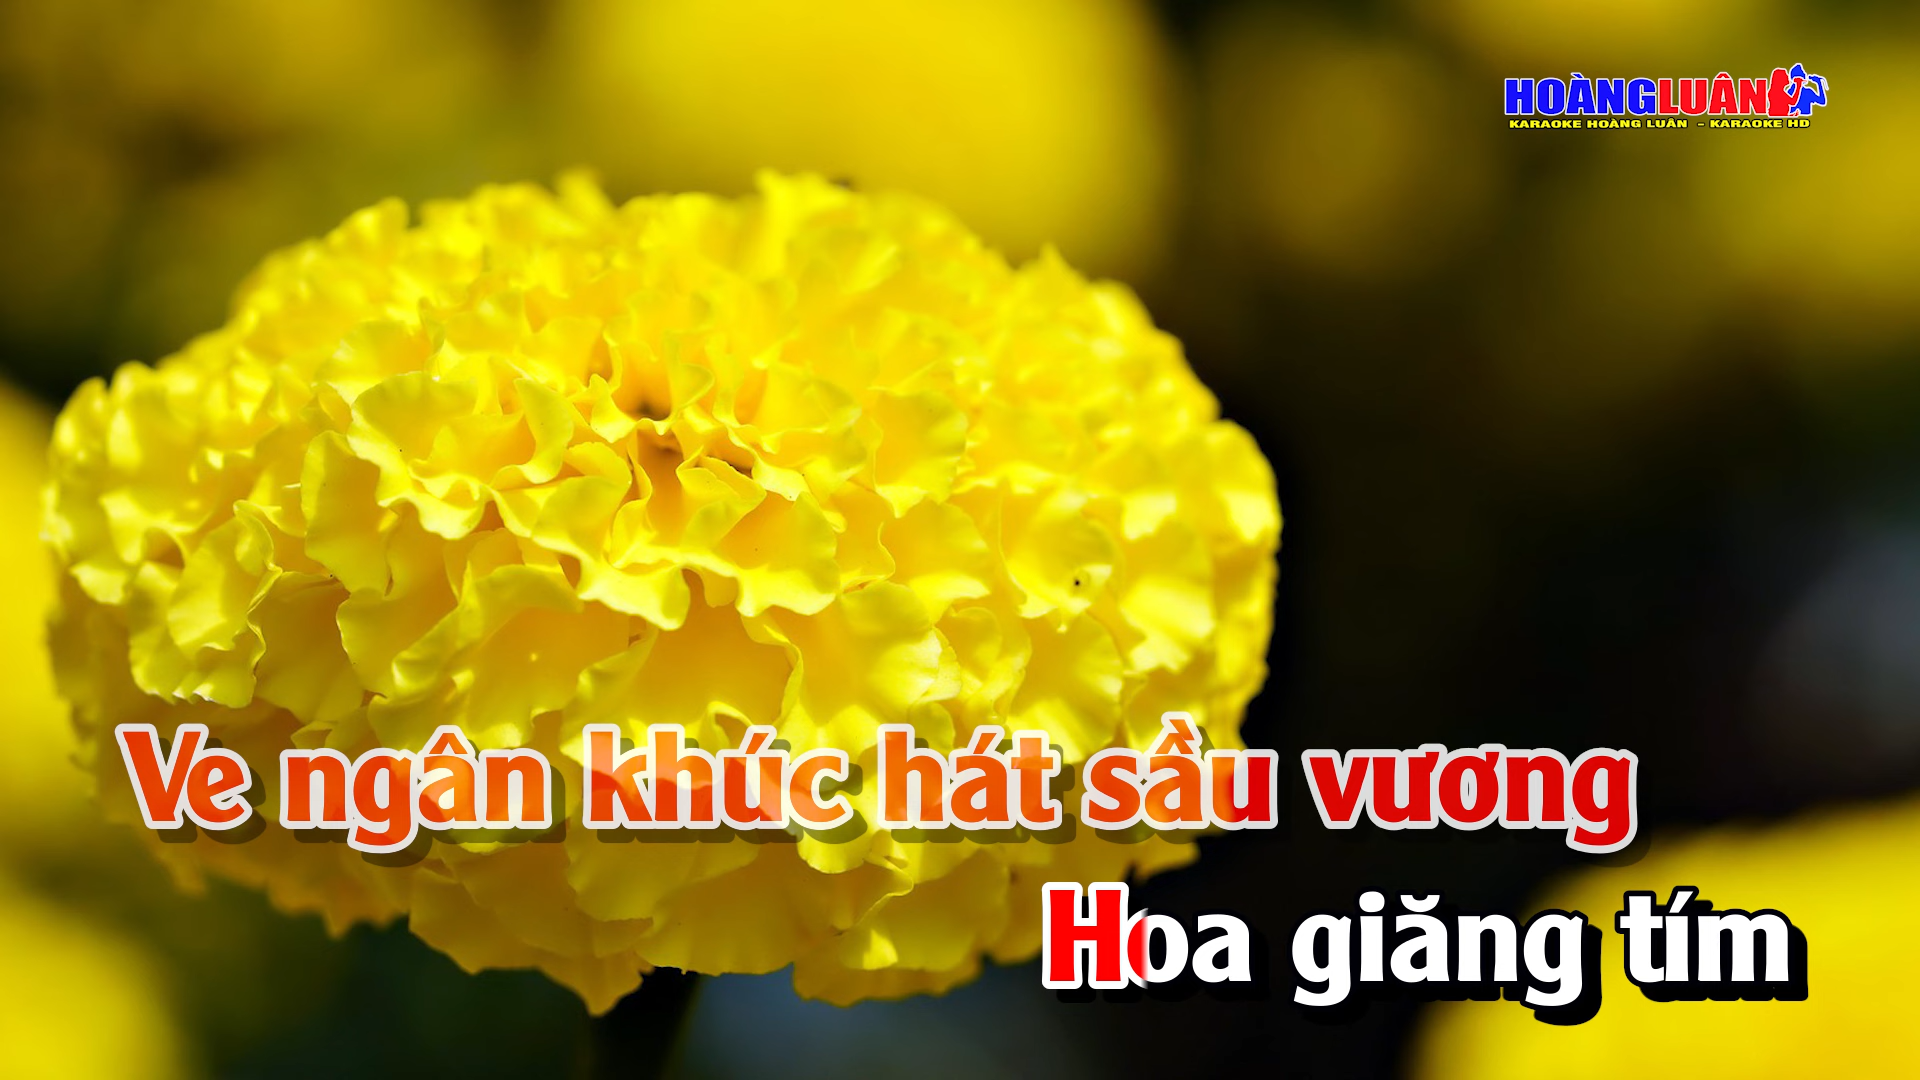 HOÀNGLUÂN
KARAOKE HOÀNG LUÂN - KARAOKE HD
Ve ngân khúc hát sầu vương
Hoa giăng tím